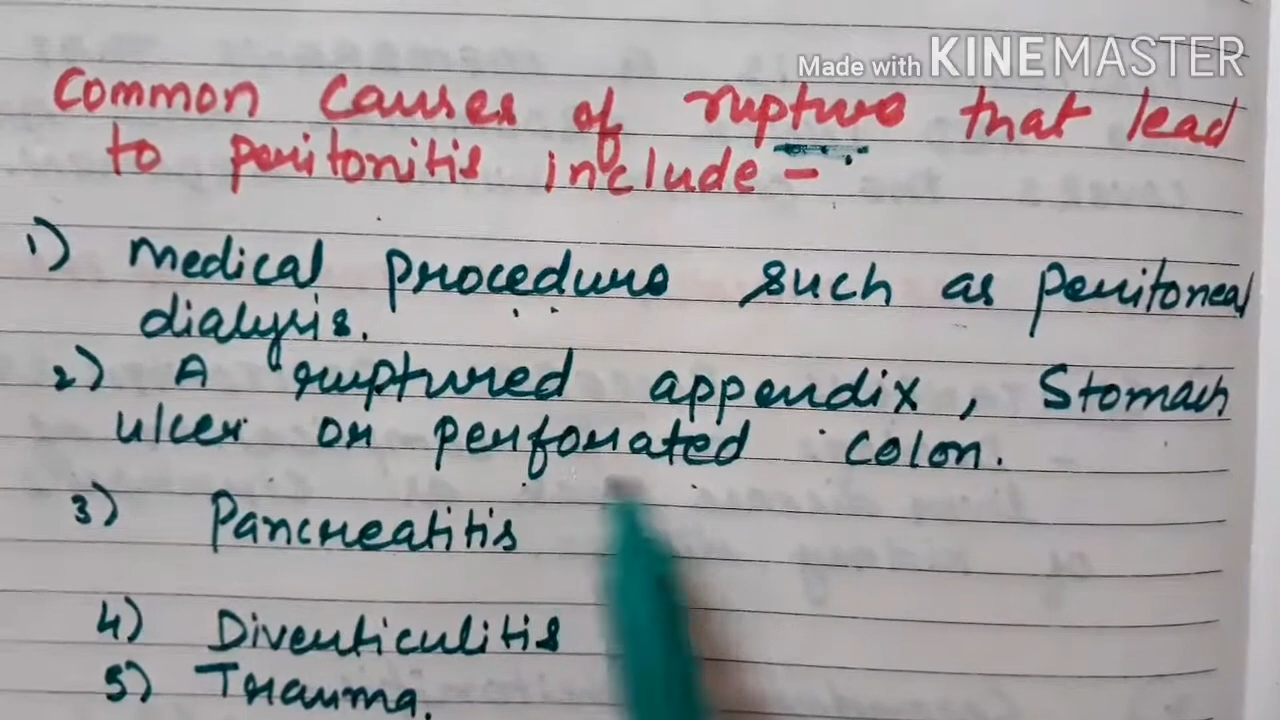 Made with KINEMASTER
Common causes of rupture that lead
to peritonitis include -
1) Medical procedure such as peritoneal
dialysis.
2) A ruptured appendix, Stomach
ulcer or perforated colon.
3) Pancreatitis
4) Diverticulitis
5) Trauma.